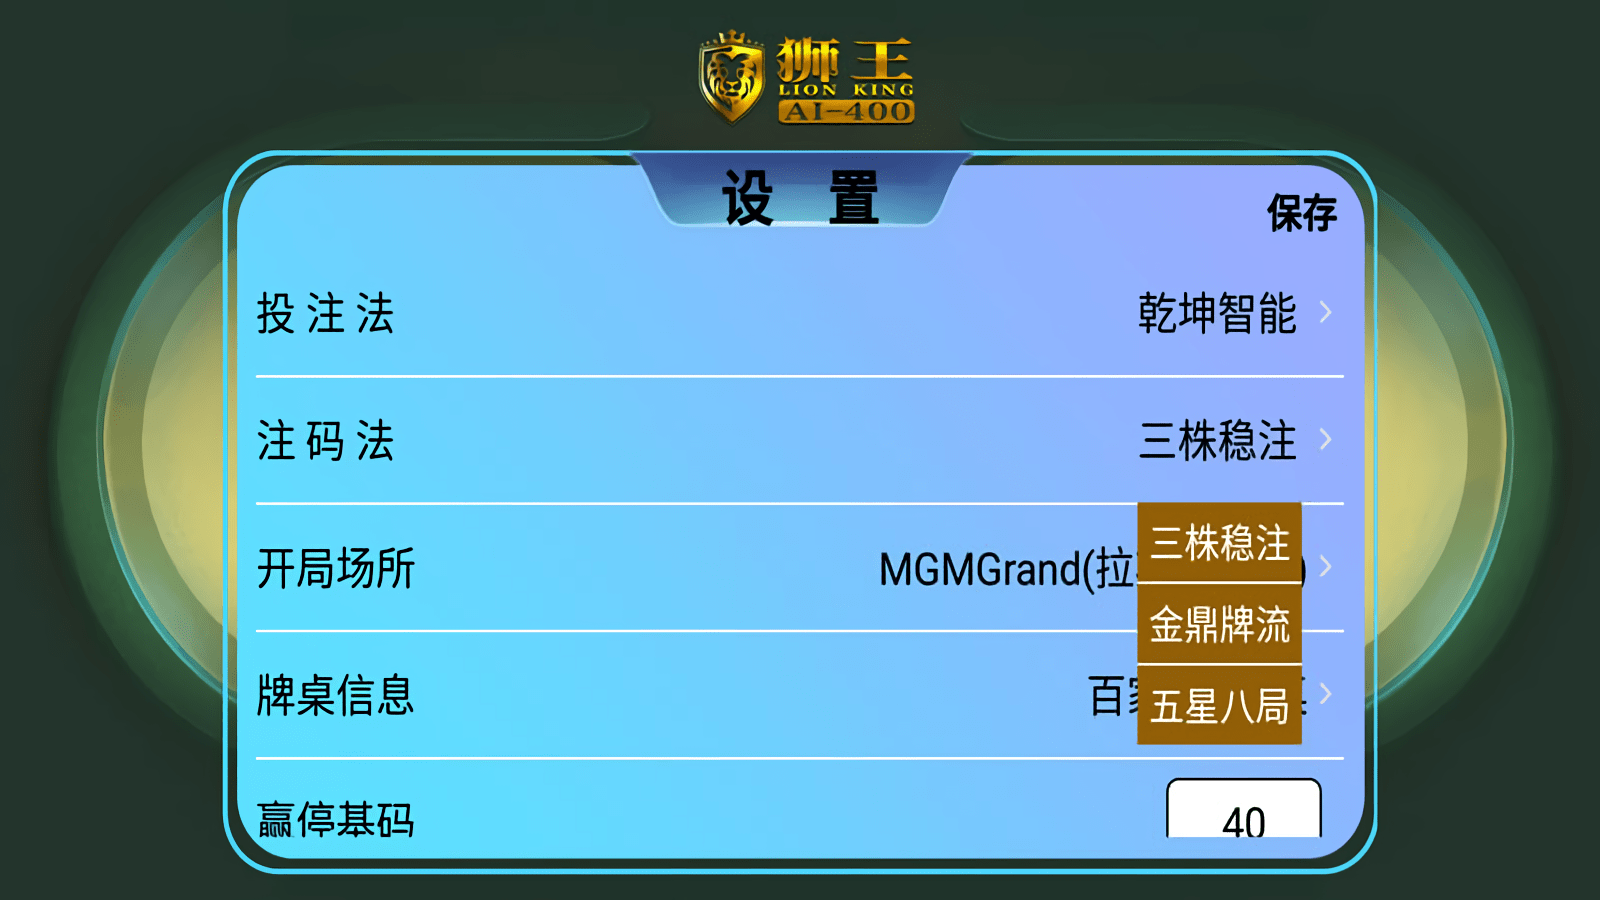 狮王
LION KING
AI-400
设 置
保存
投 注 法
乾坤智能
注 码 法
三株稳注
开局场所
MGMGrand(拉
三株稳注
金鼎牌流
牌桌信息
百家
五星八局
赢停基码
40